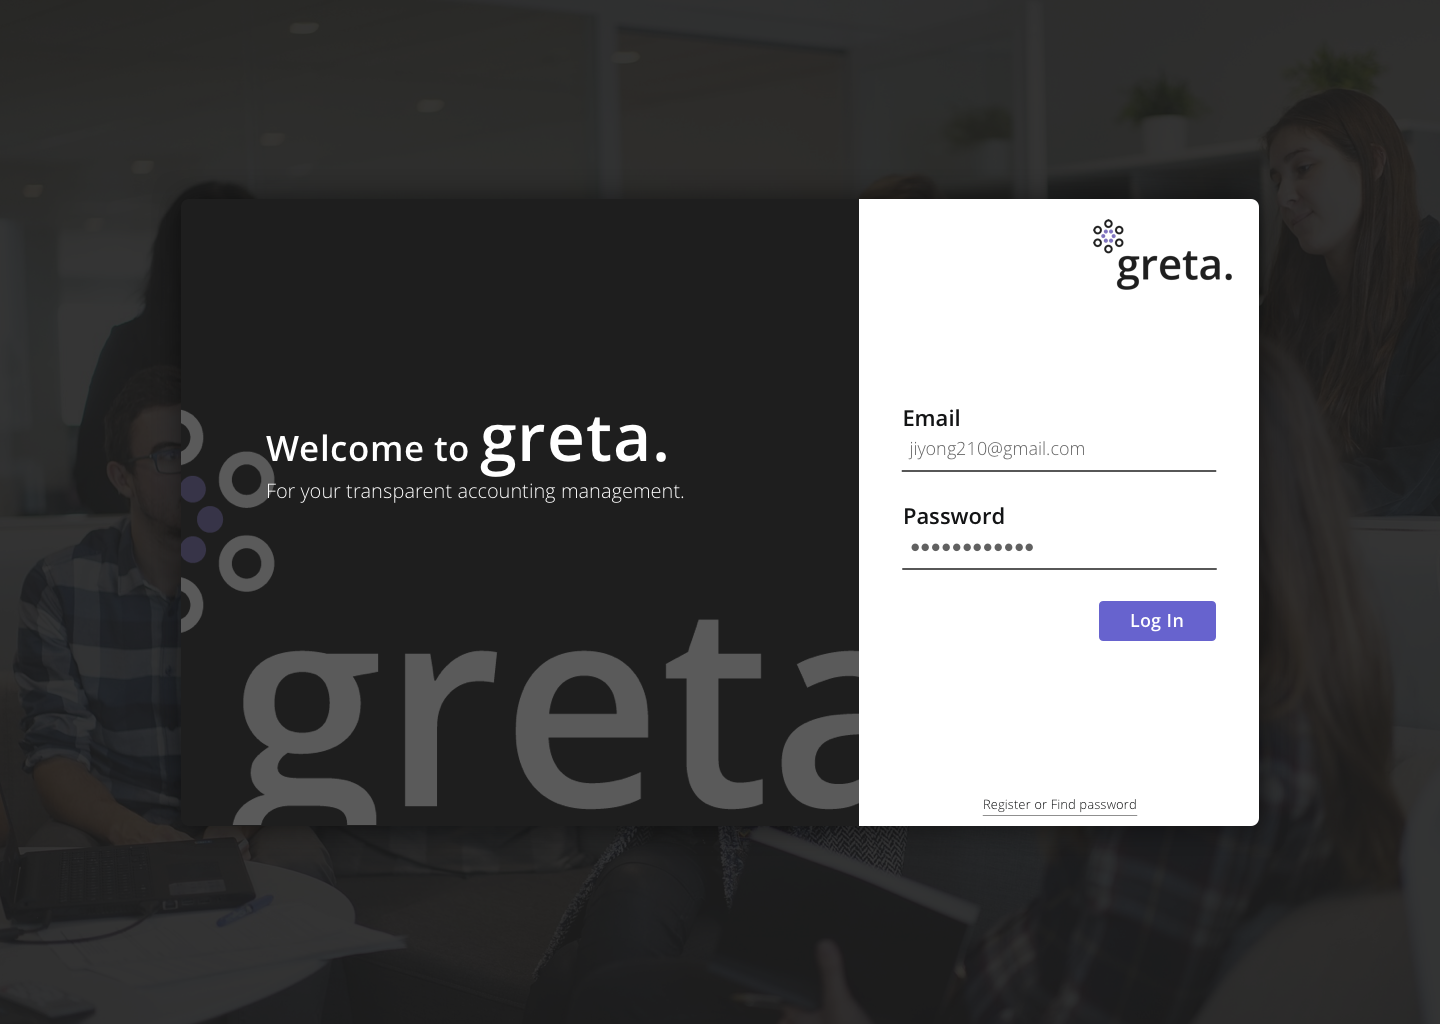 greta.
Welcome to greta.
For your transparent accounting management.
greta
Email
jiyong210@gmail.com
Password
••••••••••••
Log In
Register or Find password